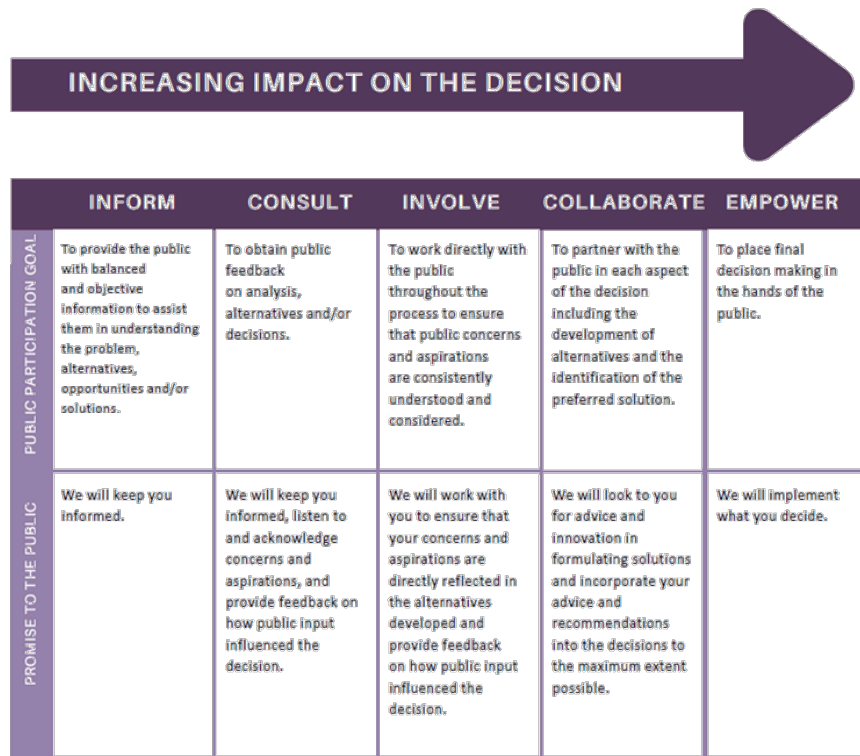 INCREASING IMPACT ON THE DECISION
INFORM
CONSULT
INVOLVE
COLLABORATE
EMPOWER
PUBLIC PARTICIPATION GOAL
To provide the public
with balanced
and objective
information to assist
them in understanding
the problem,
alternatives,
opportunities and/or
solutions.
To obtain public
feedback
on analysis,
alternatives and/or
decisions.
To work directly with
the public
throughout the
process to ensure
that public concerns
and aspirations
are consistently
understood and
considered.
To partner with the
public in each aspect
of the decision
including the
development of
alternatives and the
identification of the
preferred solution.
To place final
decision making in
the hands of the
public.
PROMISE TO THE PUBLIC
We will keep you
informed.
We will keep you
informed, listen to
and acknowledge
concerns and
aspirations, and
provide feedback on
how public input
influenced the
decision.
We will work with
you to ensure that
your concerns and
aspirations are
directly reflected in
the alternatives
developed and
provide feedback
on how public input
influenced the
decision.
We will look to you
for advice and
innovation in
formulating solutions
and incorporate your
advice and
recommendations
into the decisions to
the maximum extent
possible.
We will implement
what you decide.